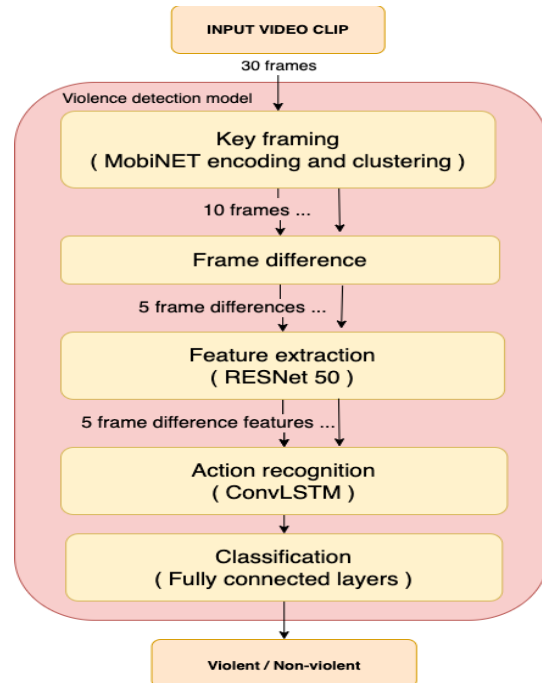 INPUT VIDEO CLIP
30 frames
Violence detection model
Key framing
( MobiNET encoding and clustering )
10 frames ...
Frame difference
5 frame differences ...
Feature extraction
( RESNet 50 )
5 frame difference features ...
Action recognition
( ConvLSTM )
Classification
( Fully connected layers )
Violent / Non-violent